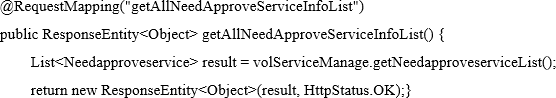 @RequestMapping("getAllNeedApproveServiceInfoList")
public ResponseEntity<Object> getAllNeedApproveServiceInfoList() {
List<Needapproveservice> result = volServiceManage.getNeedapproveserviceList();
return new ResponseEntity<Object>(result, HttpStatus.OK);}